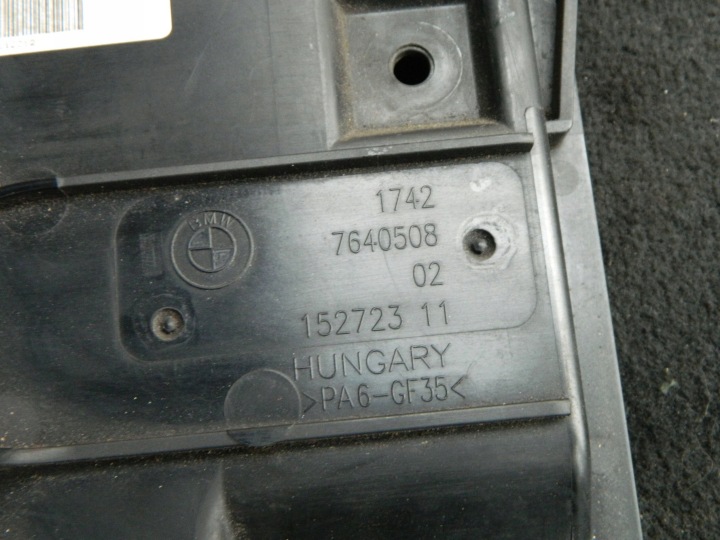 BMW
1742
7640508
02
152723 11
HUNGARY
>PA6-GF35<